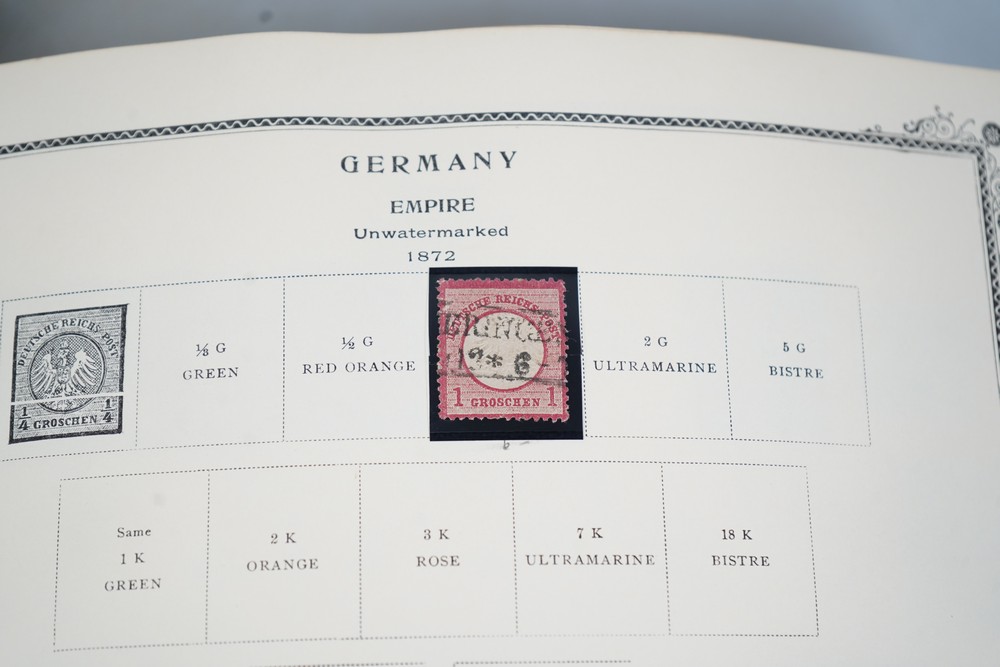 GERMANY
EMPIRE
Unwatermarked
1872
DEUTSCHE REICHS-POST
1/4 1/4
GROSCHEN
⅓ G
GREEN
½ G
RED ORANGE
DEUTSCHE REICHS-POST
12* 6
1 GROSCHEN 1
2 G
ULTRAMARINE
5 G
BISTRE
Same
1 K
GREEN
2 K
ORANGE
3 K
ROSE
7 K
ULTRAMARINE
18 K
BISTRE